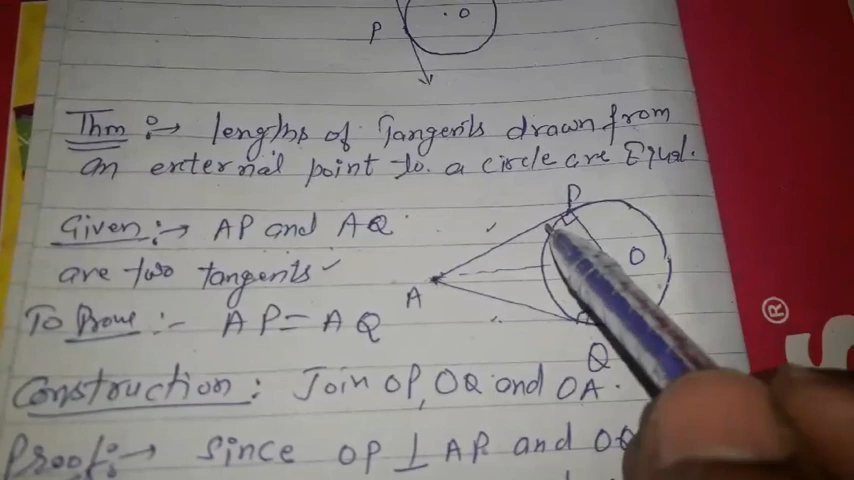 P
O
Thm :→ lengths of Tangents drawn from
an external point to a circle are Equal.
Given :→ AP and AQ
are two tangents ✓
P
O
A
Q
To Prove :- AP = AQ
Construction : Join OP, OQ and OA.
Proof :→ Since OP ⊥ AP and OQ
®
S